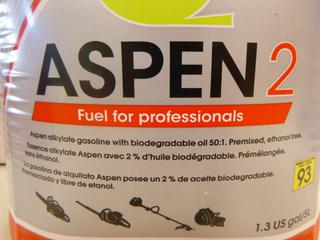 ASPEN 2
Fuel for professionals
Aspen alkylate gasoline with biodegradable oil 50:1. Premixed, ethanol free.
Essence alkylate Aspen avec 2 % d'huile biodégradable. Prémélangée,
sans éthanol.
La gasolina de alquilato Aspen posee un 2 % de aceite biodegradable.
Premezclada y libre de etanol.
93
1.3 US gal/5L